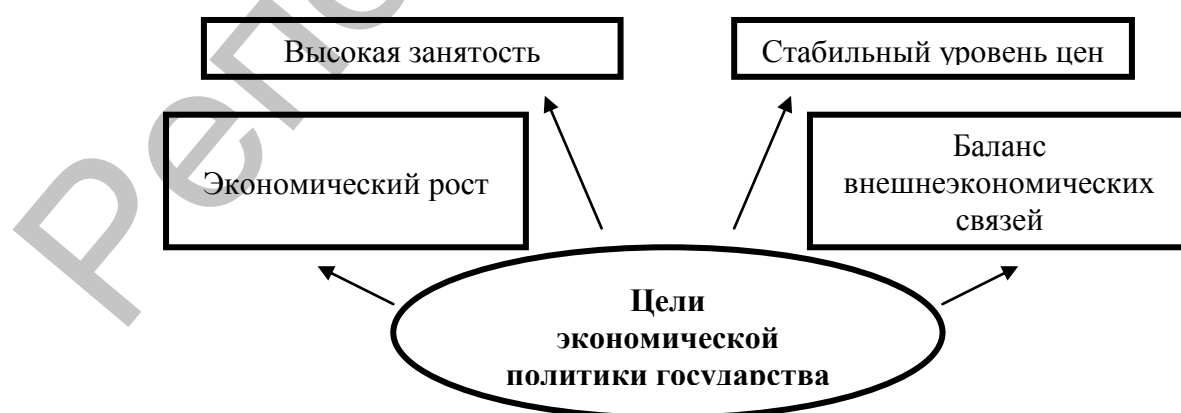 Высокая занятость
Стабильный уровень цен
Экономический рост
Баланс
внешнеэкономических
связей
Цели
экономической
политики государства